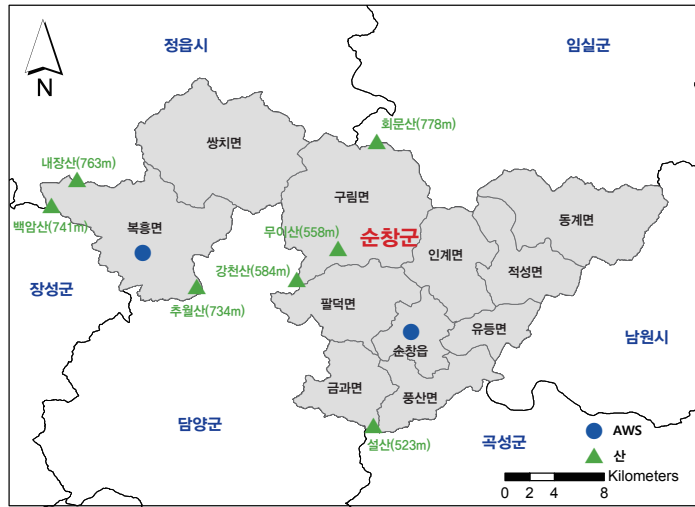 정읍시
임실군
N
회문산(778m)
쌍치면
내장산(763m)
구림면
백암산(741m)
복흥면
동계면
무이산(558m)
순창군
인계면
적성면
강천산(584m)
장성군
추월산(734m)
팔덕면
유등면
남원시
순창읍
금과면
풍산면
담양군
설산(523m)
곡성군
AWS
산
Kilometers
0 2 4 8